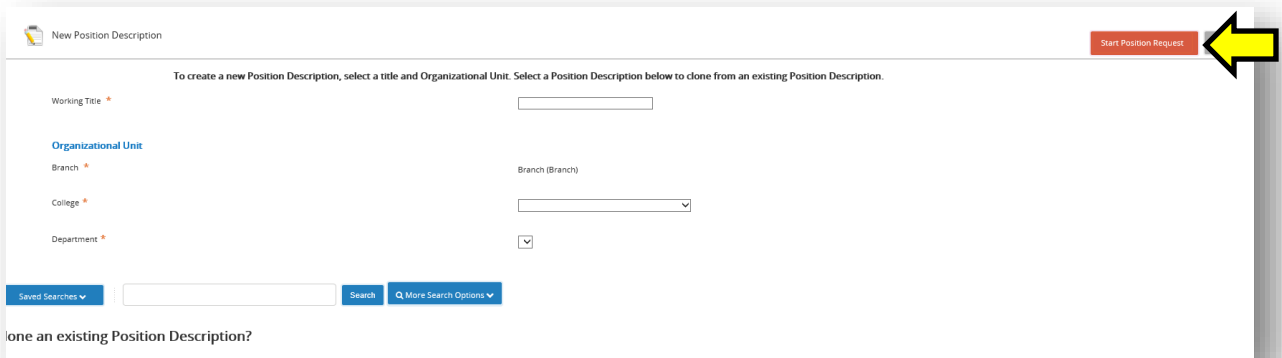 New Position Description
Start Position Request
To create a new Position Description, select a title and Organizational Unit. Select a Position Description below to clone from an existing Position Description.
Working Title *
Organizational Unit
Branch *
Branch (Branch)
College *
Department *
Saved Searches
Search
More Search Options
lone an existing Position Description?